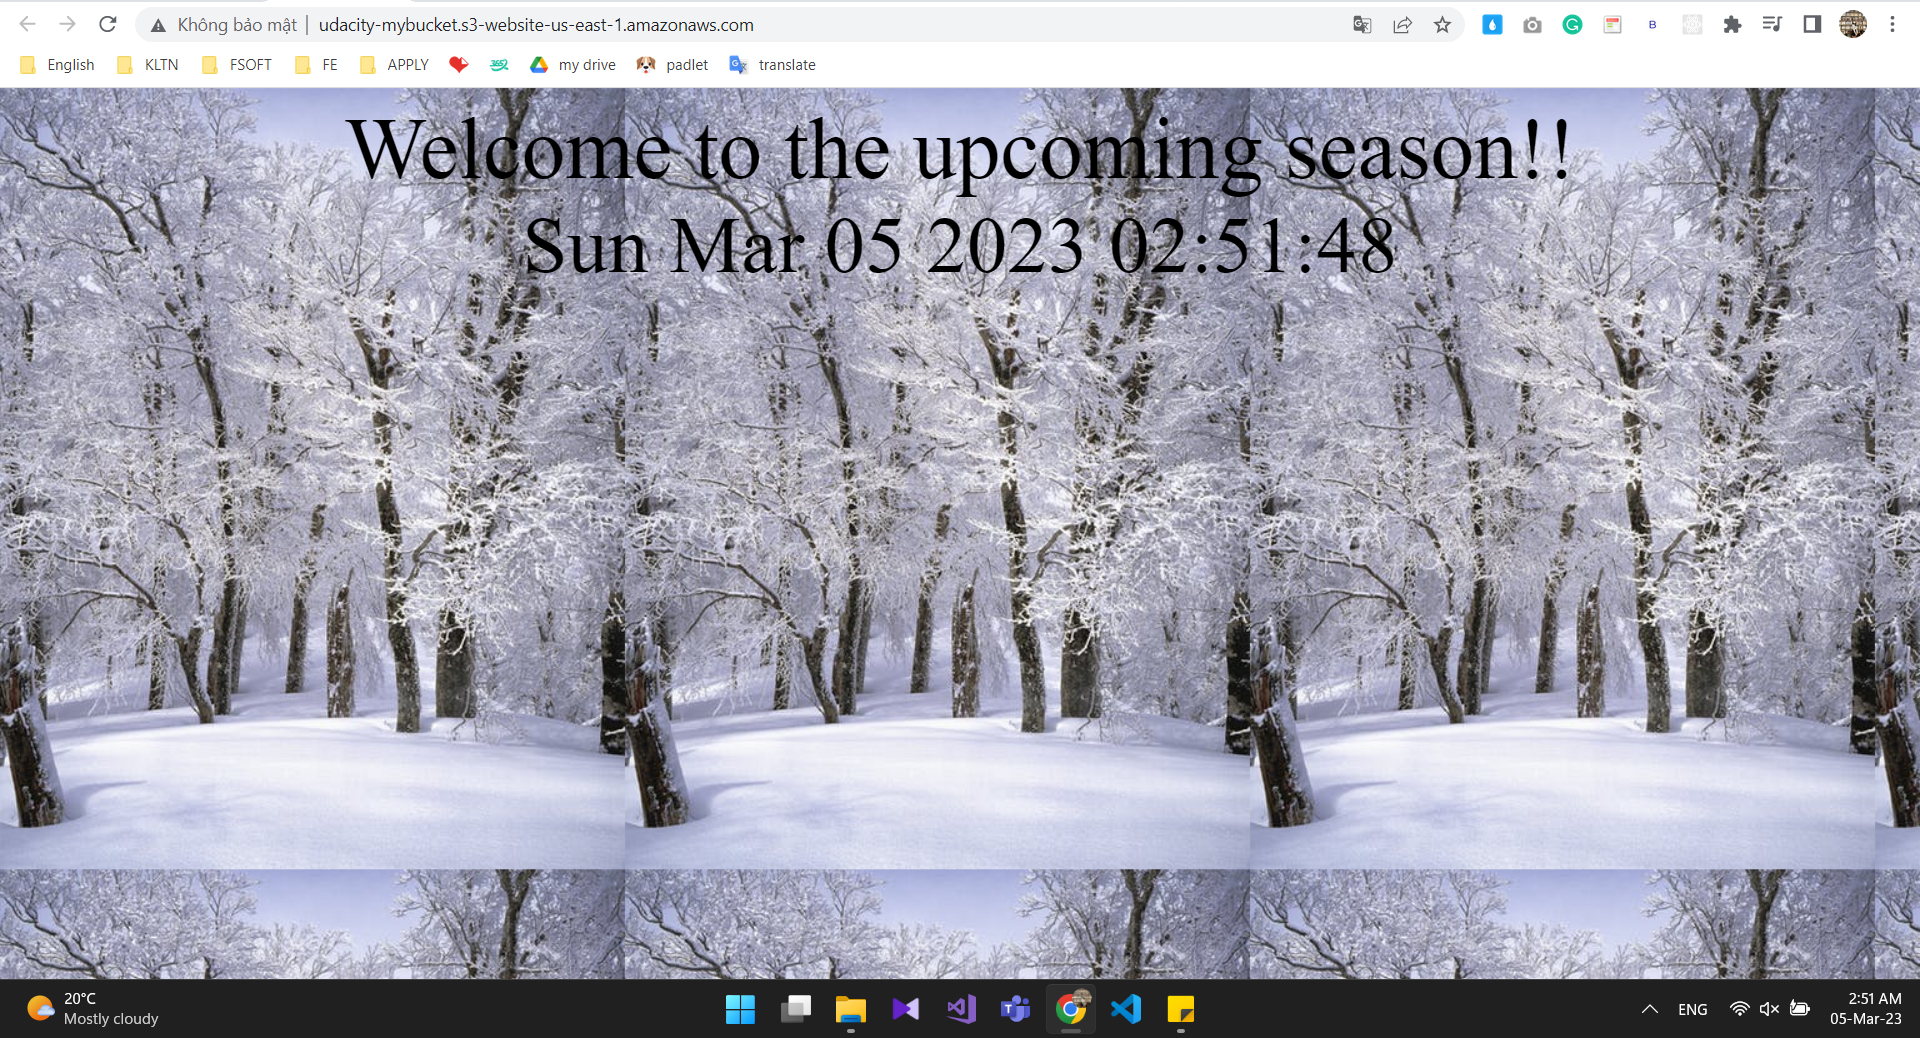 Không bảo mật | udacity-mybucket.s3-website-us-east-1.amazonaws.com
English KLTN FSOFT FE APPLY 365 my drive padlet translate
Welcome to the upcoming season!!
Sun Mar 05 2023 02:51:48
20°C
Mostly cloudy
ENG
2:51 AM
05-Mar-23